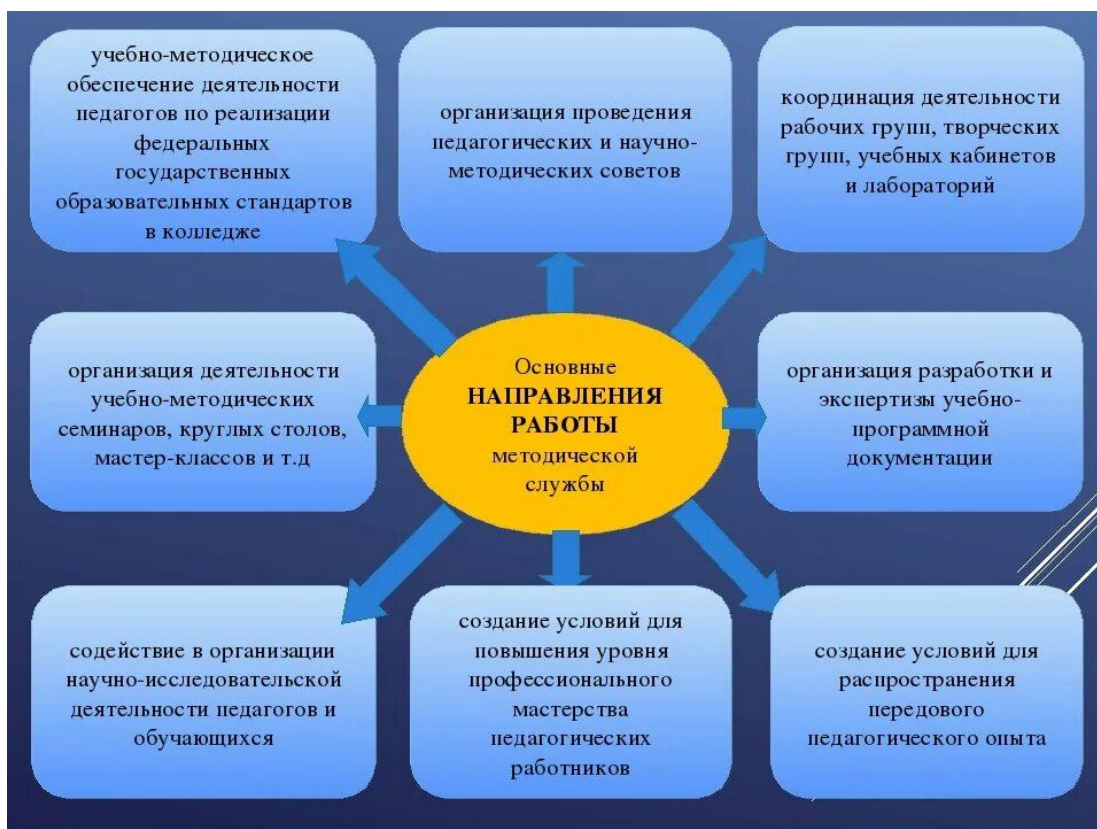 учебно-методическое
обеспечение деятельности
педагогов по реализации
федеральных
государственных
образовательных стандартов
в колледже
организация проведения
педагогических и научно-
методических советов
координация деятельности
рабочих групп, творческих
групп, учебных кабинетов
и лабораторий
организация деятельности
учебно-методических
семинаров, круглых столов,
мастер-классов и т.д
Основные
НАПРАВЛЕНИЯ
РАБОТЫ
методической
службы
организация разработки и
экспертизы учебно-
программной
документации
содействие в организации
научно-исследовательской
деятельности педагогов и
обучающихся
создание условий для
повышения уровня
профессионального
мастерства
педагогических
работников
создание условий для
распространения
передового
педагогического опыта